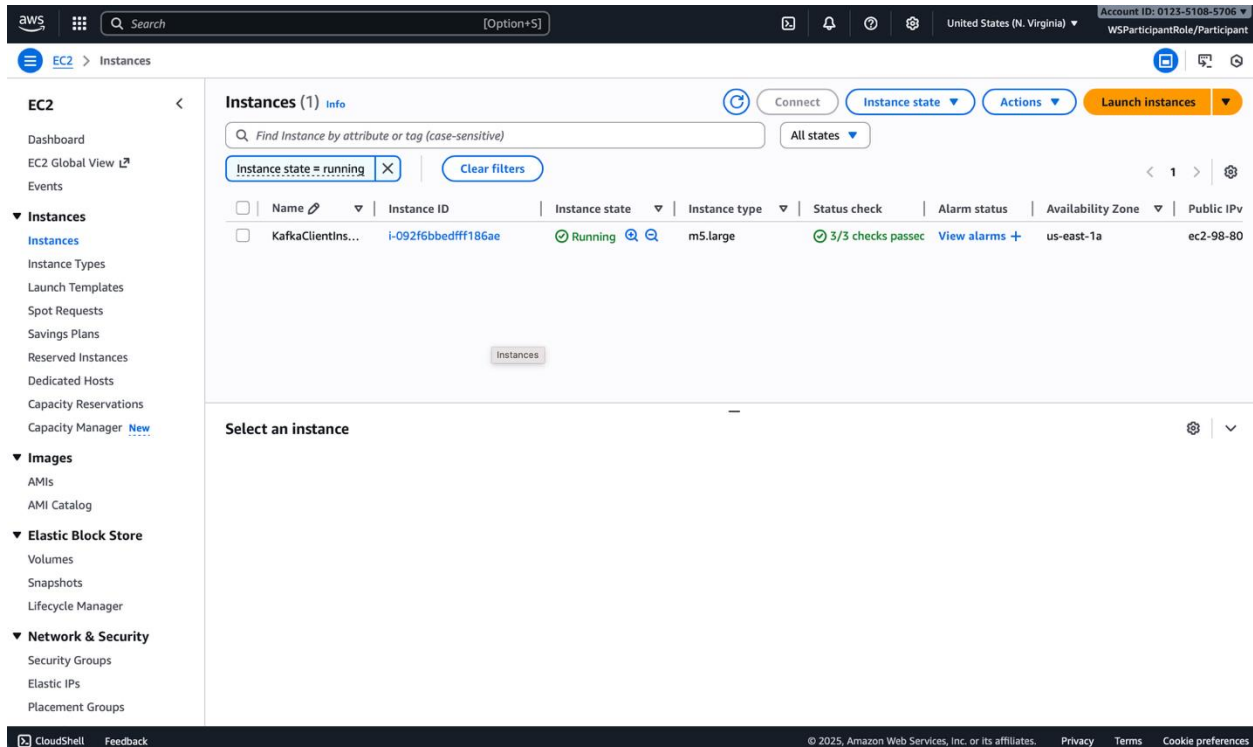 aws
Search [Option+S]
United States (N. Virginia)
Account ID: 0123-5108-5706
WSParticipantRole/Participant
EC2 > Instances
EC2
Dashboard
EC2 Global View
Events
Instances
Instances
Instance Types
Launch Templates
Spot Requests
Savings Plans
Reserved Instances
Dedicated Hosts
Capacity Reservations
Capacity Manager New
Images
AMIs
AMI Catalog
Elastic Block Store
Volumes
Snapshots
Lifecycle Manager
Network & Security
Security Groups
Elastic IPs
Placement Groups
Instances (1) Info
Connect
Instance state
Actions
Launch instances
Find Instance by attribute or tag (case-sensitive)
All states
Instance state = running
Clear filters
1
Name Instance ID Instance state Instance type Status check Alarm status Availability Zone Public IPv
KafkaClientIns... i-092f6bbedfff186ae Running m5.large 3/3 checks passec View alarms + us-east-1a ec2-98-80
Instances
Select an instance
CloudShell Feedback
© 2025, Amazon Web Services, Inc. or its affiliates. Privacy Terms Cookie preferences